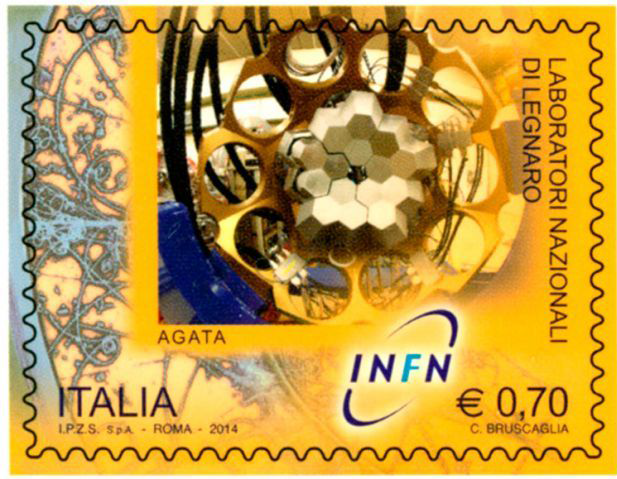 LABORATORI NAZIONALI
DI LEGNARO
AGATA
INFN
ITALIA
€ 0,70
I.P.Z.S. S.p.A. - ROMA - 2014
C. BRUSCAGLIA